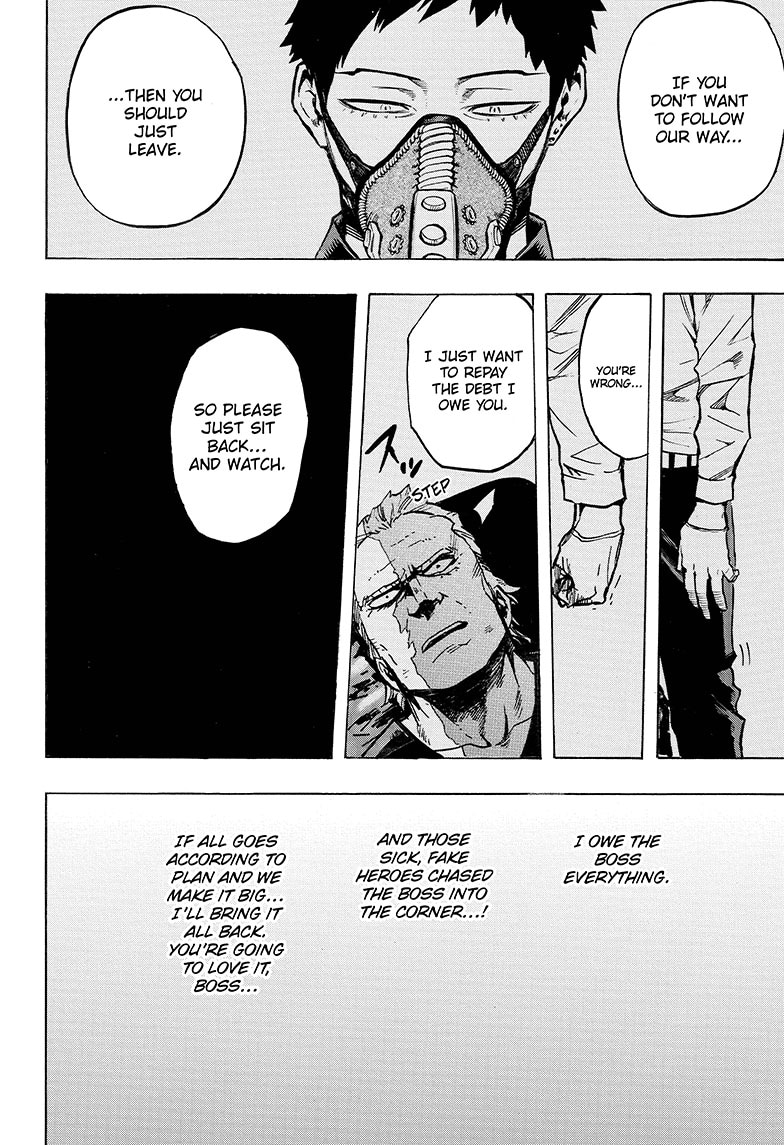 IF YOU
DON'T WANT
TO FOLLOW
OUR WAY...
...THEN YOU
SHOULD
JUST
LEAVE.
YOU'RE
WRONG...
I JUST WANT
TO REPAY
THE DEBT I
OWE YOU.
スッ
STEP
SO PLEASE
JUST SIT
BACK...
AND WATCH.
I OWE THE
BOSS
EVERYTHING.
AND THOSE
SICK, FAKE
HEROES CHASED
THE BOSS INTO
THE CORNER...!
IF ALL GOES
ACCORDING TO
PLAN AND WE
MAKE IT BIG...
I'LL BRING IT
ALL BACK.
YOU'RE GOING
TO LOVE IT,
BOSS...